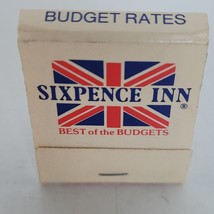 BUDGET RATES
SIXPENCE INN®
BEST of the BUDGETS